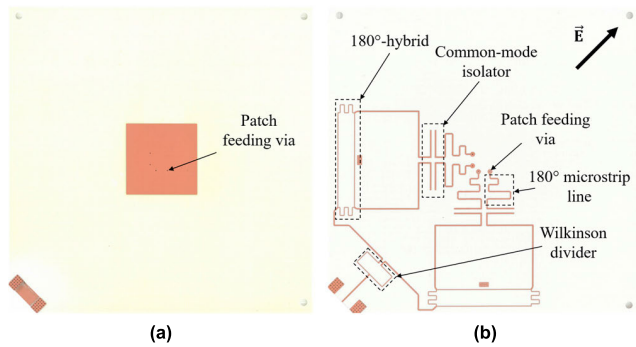 Patch
feeding via
(a)
180°-hybrid
Common-mode
isolator
E
Patch feeding
via
180° microstrip
line
Wilkinson
divider
(b)